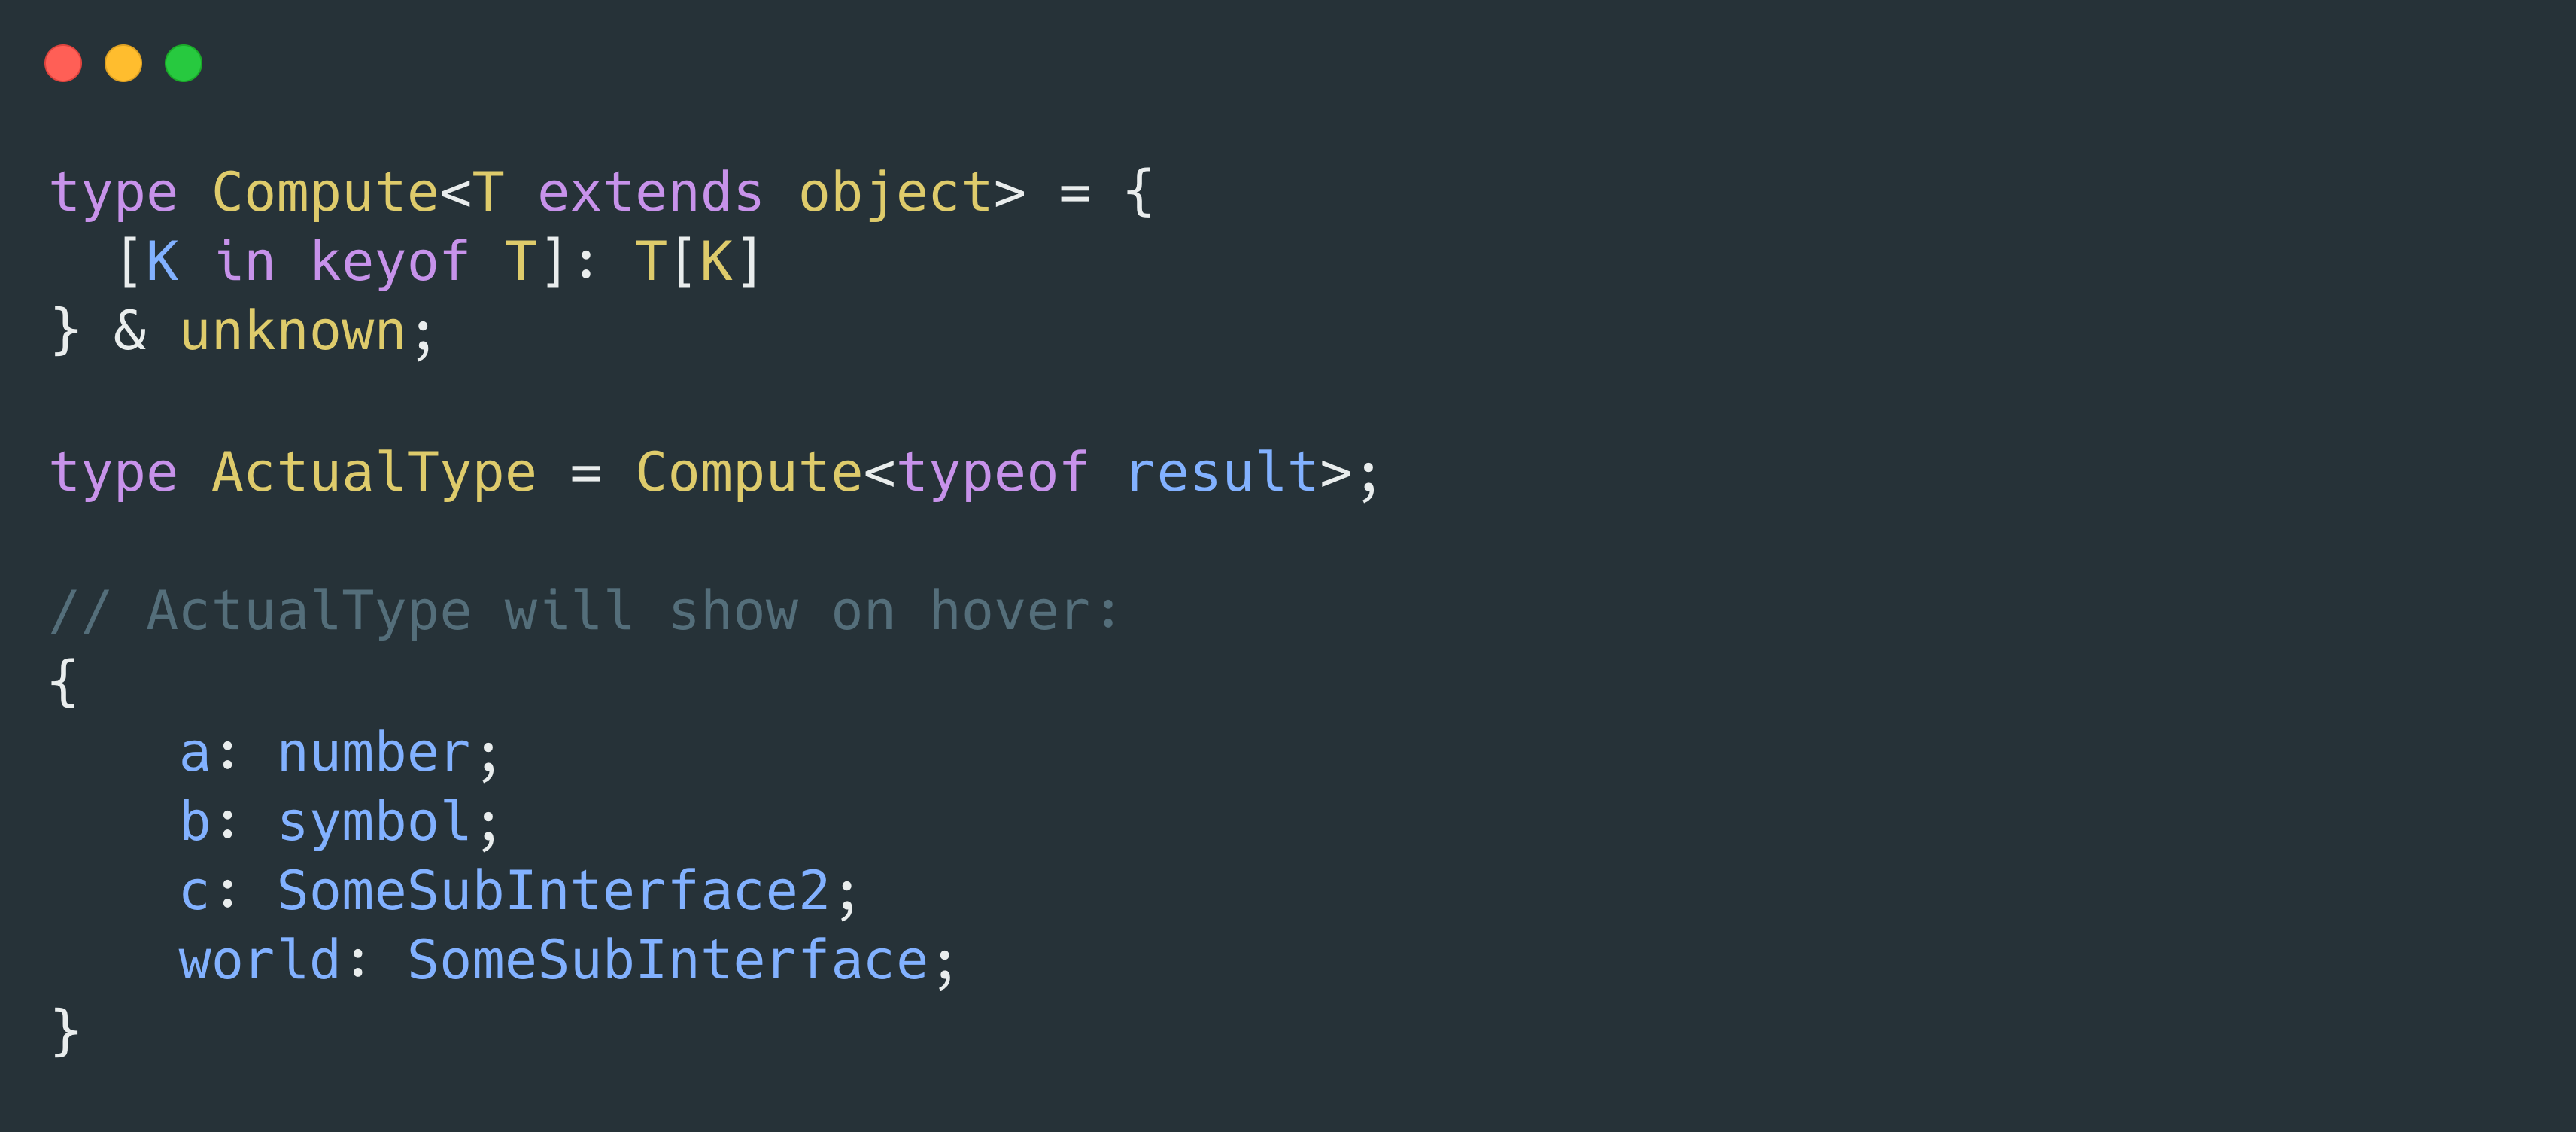 type Compute<T extends object> = {
  [K in keyof T]: T[K]
} & unknown;

type ActualType = Compute<typeof result>;

// ActualType will show on hover:
{
    a: number;
    b: symbol;
    c: SomeSubInterface2;
    world: SomeSubInterface;
}